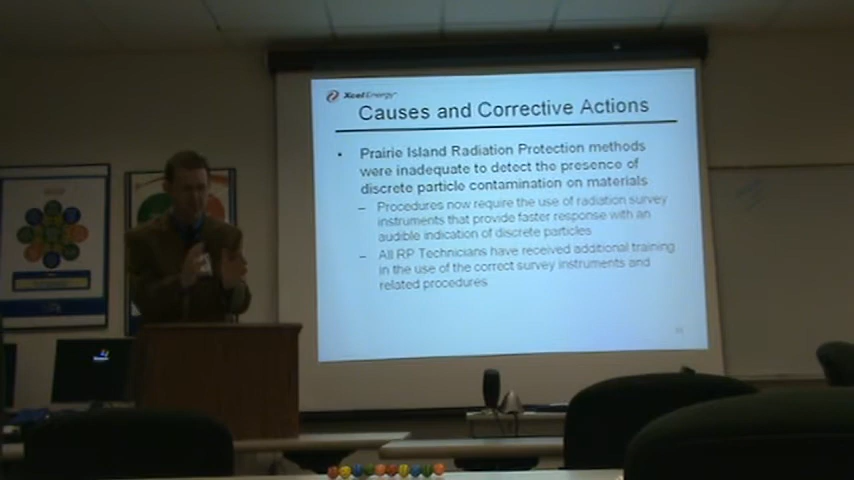 Xcel Energy
Causes and Corrective Actions
• Prairie Island Radiation Protection methods
were inadequate to detect the presence of
discrete particle contamination on materials
– Procedures now require the use of radiation survey
instruments that provide faster response with an
audible indication of discrete particles
– All RP Technicians have received additional training
in the use of the correct survey instruments and
related procedures